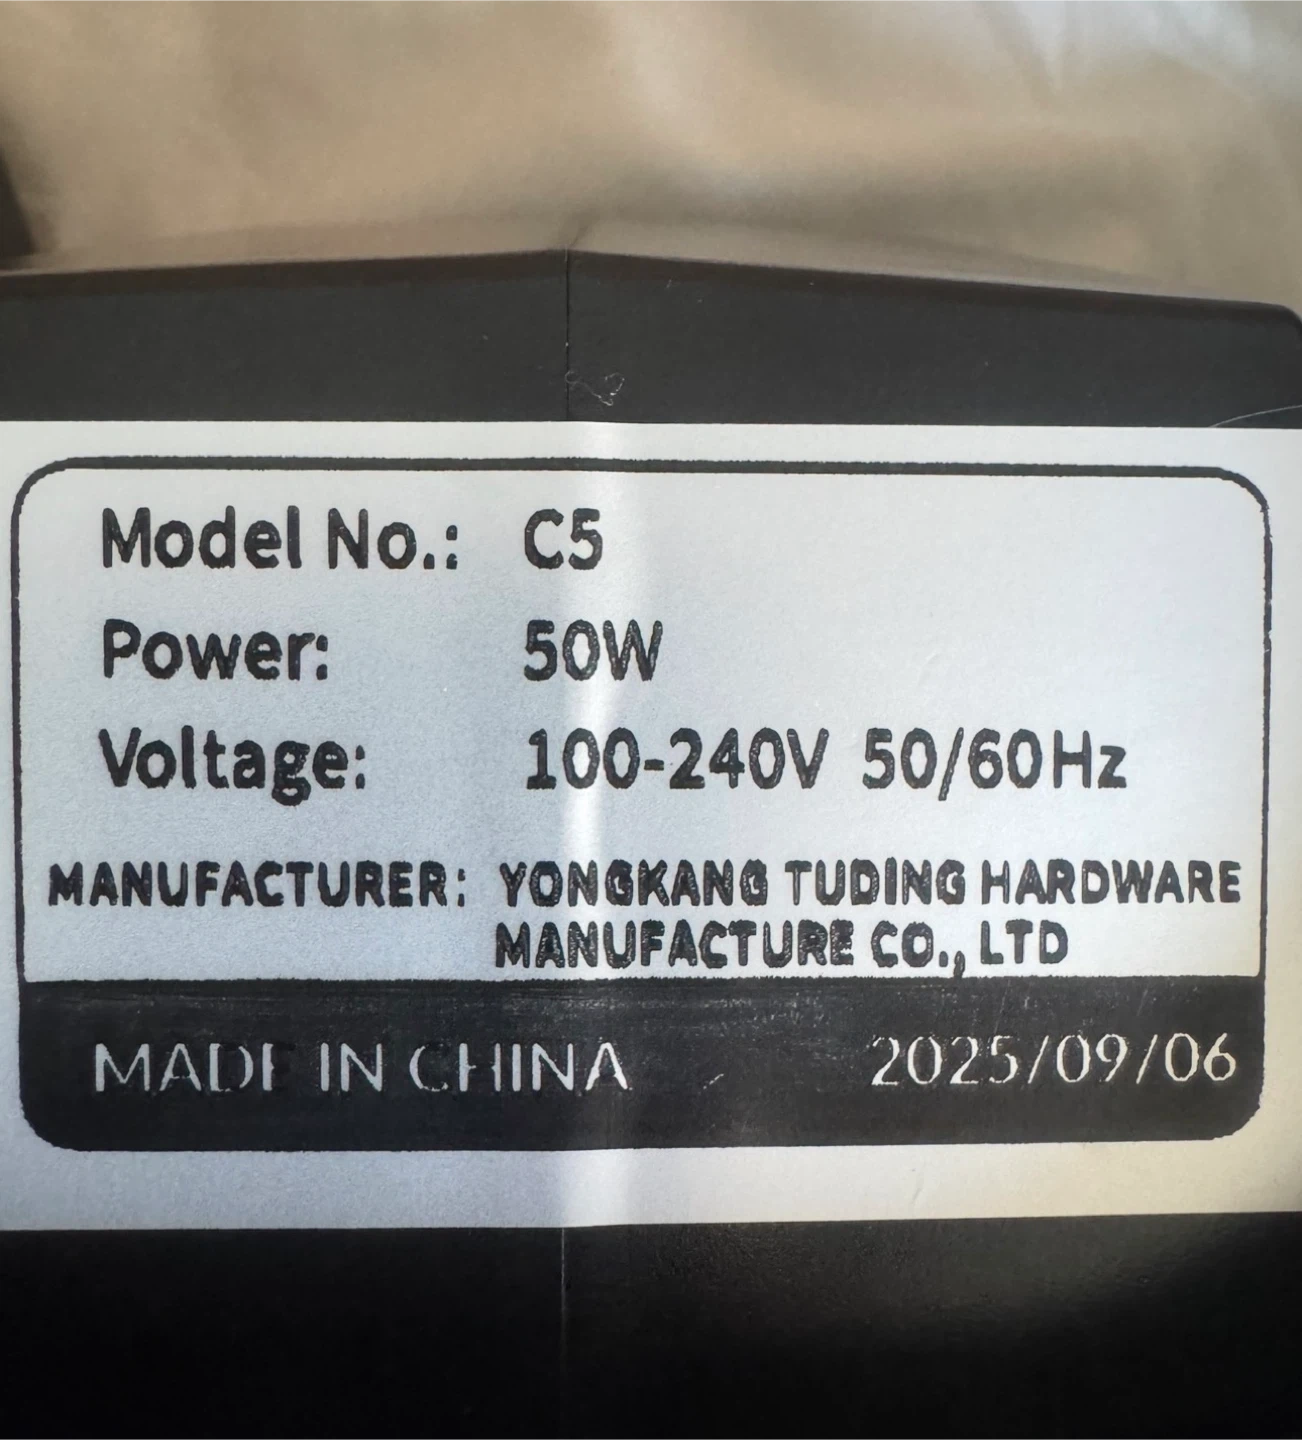 Model No.: C5
Power: 50W
Voltage: 100-240V 50/60Hz
MANUFACTURER: YONGKANG TUDING HARDWARE
MANUFACTURE CO., LTD
MADE IN CHINA 2025/09/06